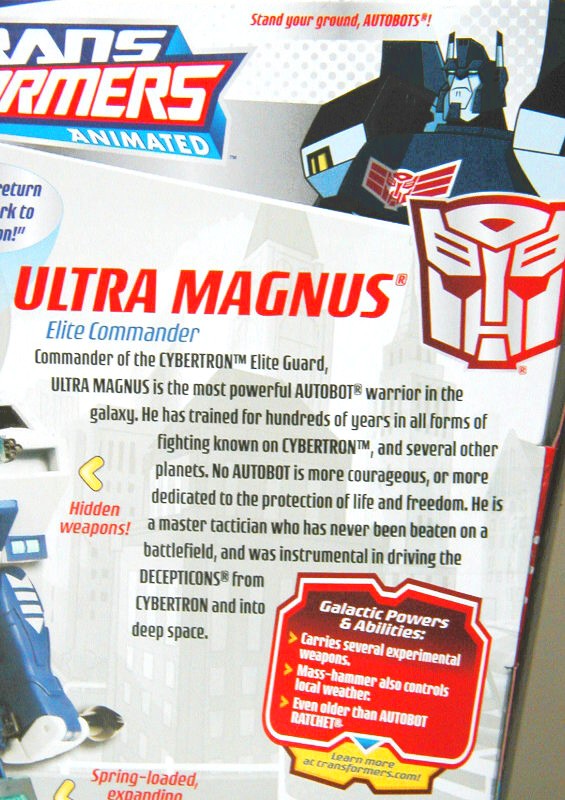 Stand your ground, AUTOBOTS®!
RANS
ORMERS
ANIMATED
™
return
rk to
on!"
ULTRA MAGNUS®
Elite Commander
Commander of the CYBERTRON™ Elite Guard,
ULTRA MAGNUS is the most powerful AUTOBOT® warrior in the
galaxy. He has trained for hundreds of years in all forms of
fighting known on CYBERTRON™, and several other
planets. No AUTOBOT is more courageous, or more
dedicated to the protection of life and freedom. He is
a master tactician who has never been beaten on a
battlefield, and was instrumental in driving the
DECEPTICONS® from
CYBERTRON and into
deep space.
®
Hidden
weapons!
Galactic Powers
& Abilities:
Carries several experimental
weapons.
Mass-hammer also controls
local weather.
Even older than AUTOBOT
RATCHET®.
Learn more
at transformers.com!
Spring-loaded,
expanding